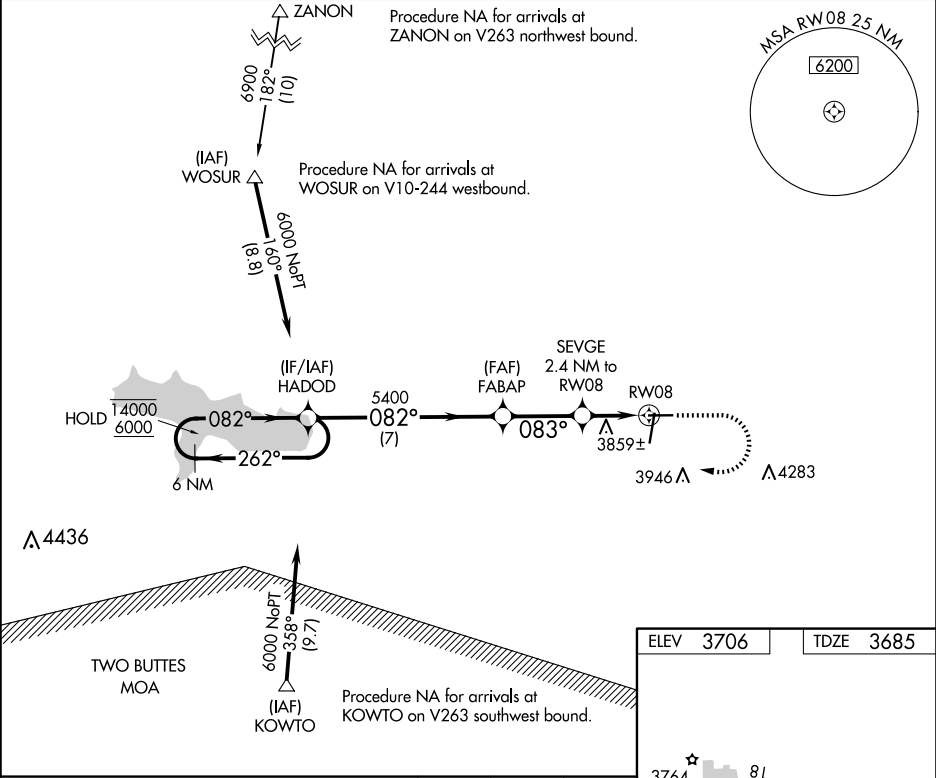 ZANON
Procedure NA for arrivals at
ZANON on V263 northwest bound.
MSA RW08 25 NM
6200
6900
182°
(10)
(IAF)
WOSUR
Procedure NA for arrivals at
WOSUR on V10-244 westbound.
6000 NoPT
160°
(8.8)
(IF/IAF)
HADOD
(FAF)
FABAP
SEVGE
2.4 NM to
RW08
RW08
HOLD
14000
6000
082°
5400
082°
(7)
083°
3859±
262°
6 NM
3946
4283
4436
6000 NoPT
358°
(9.7)
TWO BUTTES
MOA
(IAF)
KOWTO
Procedure NA for arrivals at
KOWTO on V263 southwest bound.
ELEV 3706
TDZE 3685
3764
81